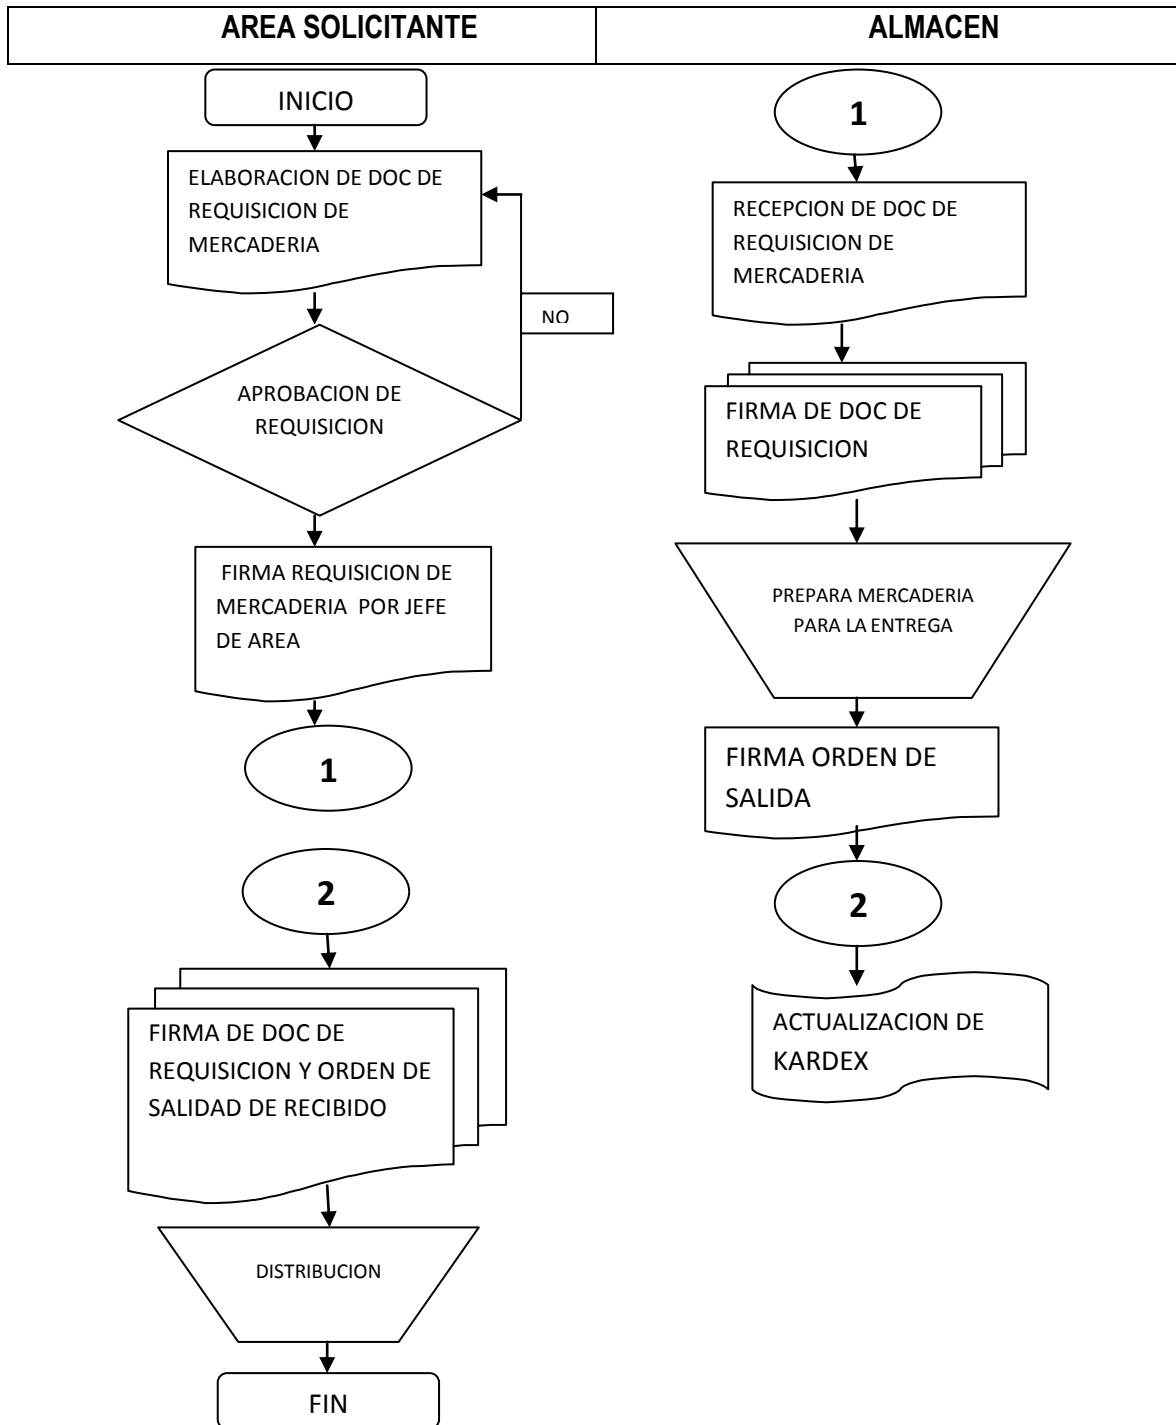 AREA SOLICITANTE
ALMACEN
INICIO
ELABORACION DE DOC DE
REQUISICION DE
MERCADERIA
NO
APROBACION DE
REQUISICION
FIRMA REQUISICION DE
MERCADERIA POR JEFE
DE AREA
1
2
FIRMA DE DOC DE
REQUISICION Y ORDEN DE
SALIDAD DE RECIBIDO
DISTRIBUCION
FIN
1
RECEPCION DE DOC DE
REQUISICION DE
MERCADERIA
FIRMA DE DOC DE
REQUISICION
PREPARA MERCADERIA
PARA LA ENTREGA
FIRMA ORDEN DE
SALIDA
2
ACTUALIZACION DE
KARDEX